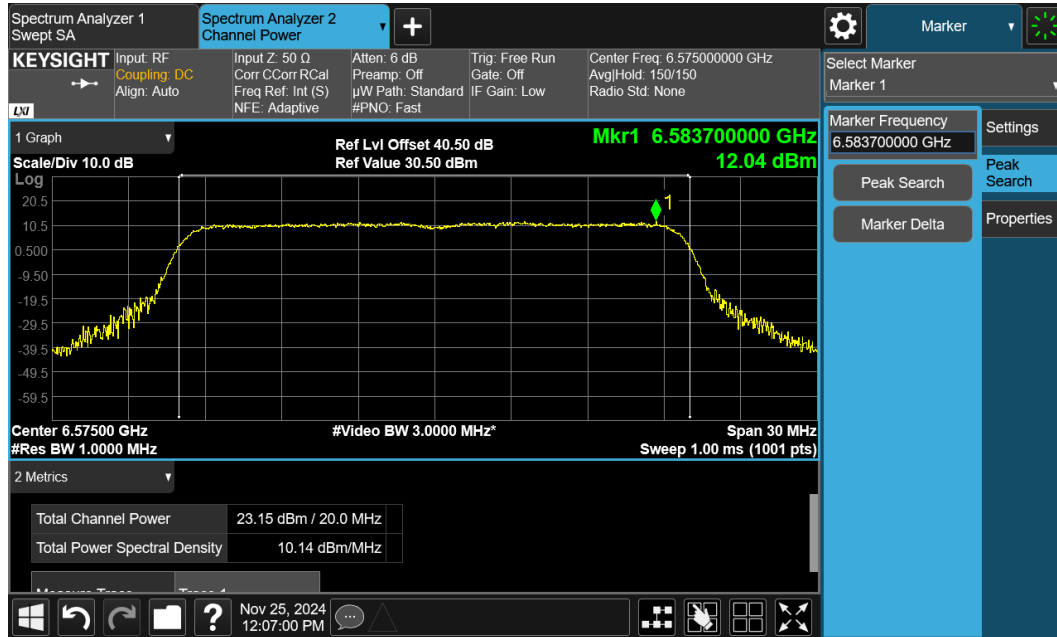 Spectrum Analyzer 1
Swept SA
Spectrum Analyzer 2
Channel Power
Marker
KEYSIGHT
LXI
Input: RF
Coupling: DC
Align: Auto
Input Z: 50 Ω
Corr CCorr RCal
Freq Ref: Int (S)
NFE: Adaptive
Atten: 6 dB
Preamp: Off
µW Path: Standard
#PNO: Fast
Trig: Free Run
Gate: Off
IF Gain: Low
Center Freq: 6.575000000 GHz
Avg|Hold: 150/150
Radio Std: None
Select Marker
Marker 1
Marker Frequency
6.583700000 GHz
Peak Search
Marker Delta
Settings
Peak
Search
Properties
1 Graph
Scale/Div 10.0 dB
Ref Lvl Offset 40.50 dB
Ref Value 30.50 dBm
Mkr1 6.583700000 GHz
12.04 dBm
Log
20.5
10.5
0.500
-9.50
-19.5
-29.5
-39.5
-49.5
-59.5
1
Center 6.57500 GHz
#Res BW 1.0000 MHz
#Video BW 3.0000 MHz*
Span 30 MHz
Sweep 1.00 ms (1001 pts)
2 Metrics
Total Channel Power 23.15 dBm / 20.0 MHz
Total Power Spectral Density 10.14 dBm/MHz
?
Nov 25, 2024
12:07:00 PM